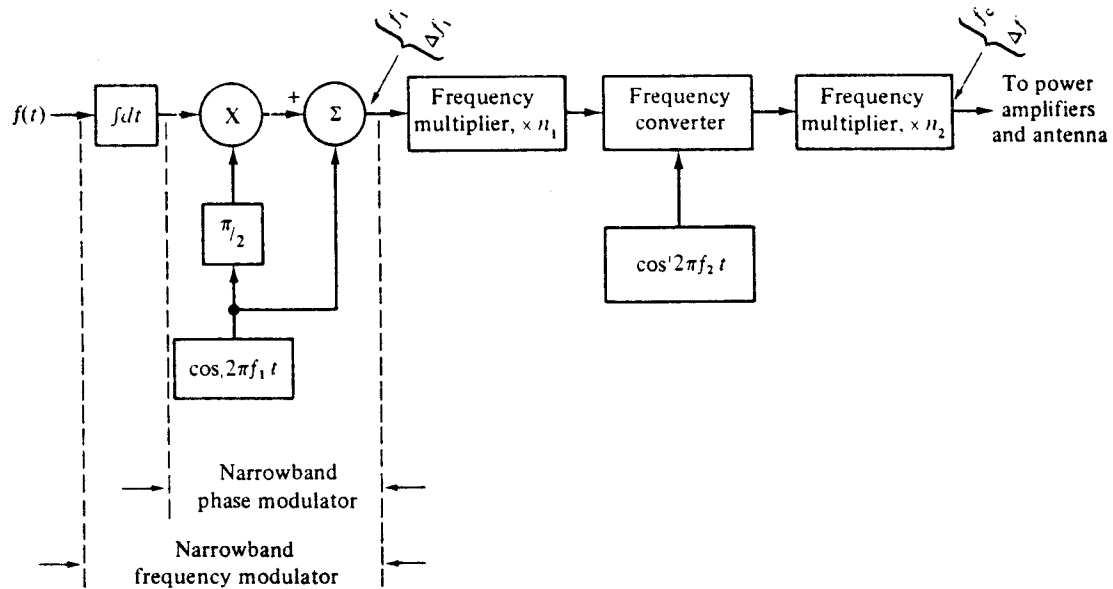 f(t)
∫dt
X
+
Σ
f₁
Δf₁
Frequency
multiplier, × n₁
Frequency
converter
Frequency
multiplier, × n₂
f_c
Δf
To power
amplifiers
and antenna
π/2
cos 2πf₁ t
cos 2πf₂ t
Narrowband
phase modulator
Narrowband
frequency modulator